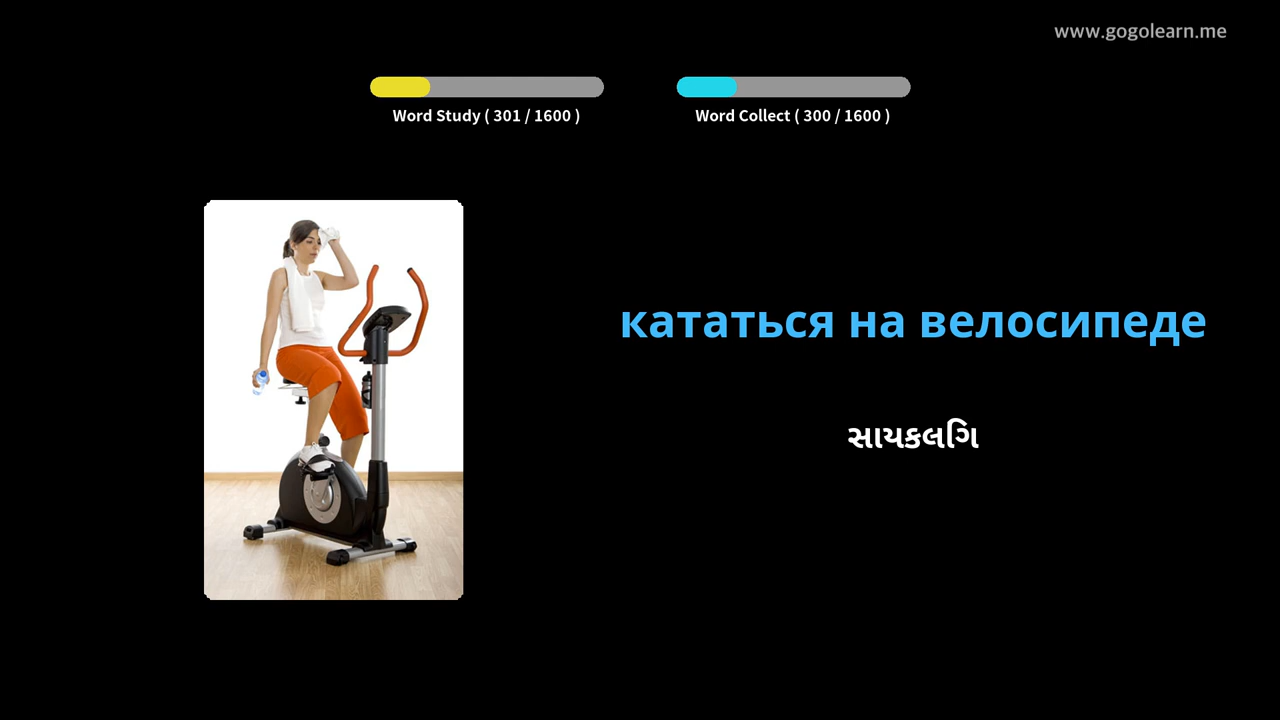 www.gogolearn.me
Word Study ( 301 / 1600 )
Word Collect ( 300 / 1600 )
кататься на велосипеде
સાયકલગિ